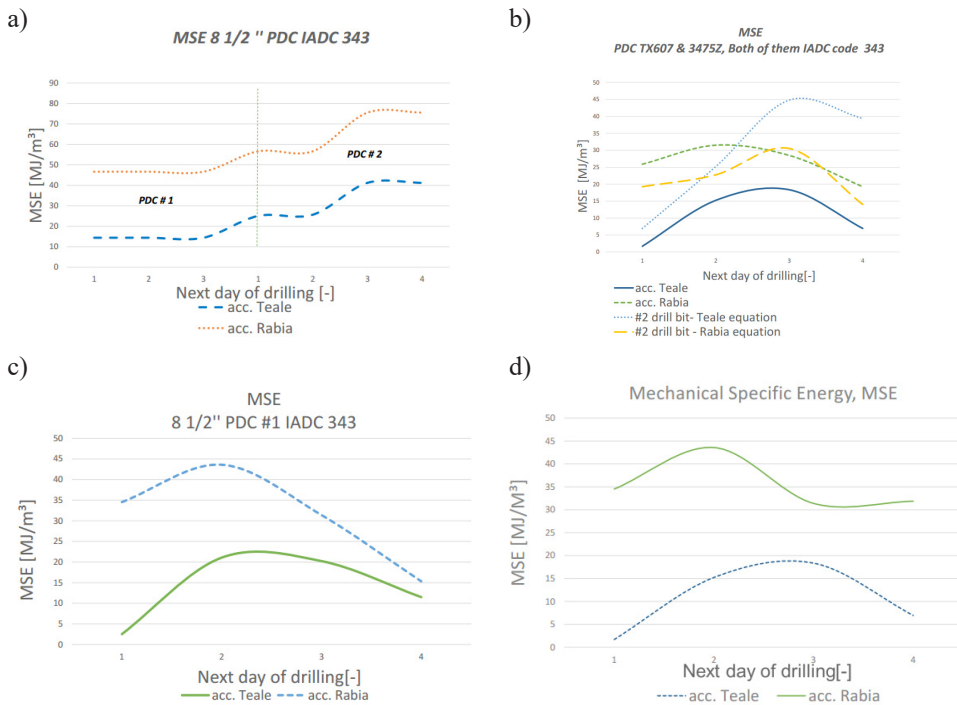 a)
MSE 8 1/2 '' PDC IADC 343
90
80
70
60
50
40
30
20
10
0
MSE [MJ/m³]
PDC # 1
PDC # 2
1 2 3 1 2 3 4
Next day of drilling[-]
acc. Teale
acc. Rabia
b)
MSE
PDC TX607 & 3475Z, Both of them IADC code 343
50
45
40
35
30
25
20
15
10
5
0
MSE [MJ/m³]
1 2 3 4
Next day of drilling[-]
acc. Teale
acc. Rabia
#2 drill bit- Teale equation
#2 drill bit - Rabia equation
c)
MSE
8 1/2'' PDC #1 IADC 343
50
45
40
35
30
25
20
15
10
5
0
MSE [MJ/m³]
1 2 3 4
Next day of drilling[-]
acc. Teale acc. Rabia
d)
Mechanical Specific Energy, MSE
50
45
40
35
30
25
20
15
10
5
0
MSE [MJ/M³]
1 2 3 4
Next day of drilling[-]
acc. Teale acc. Rabia